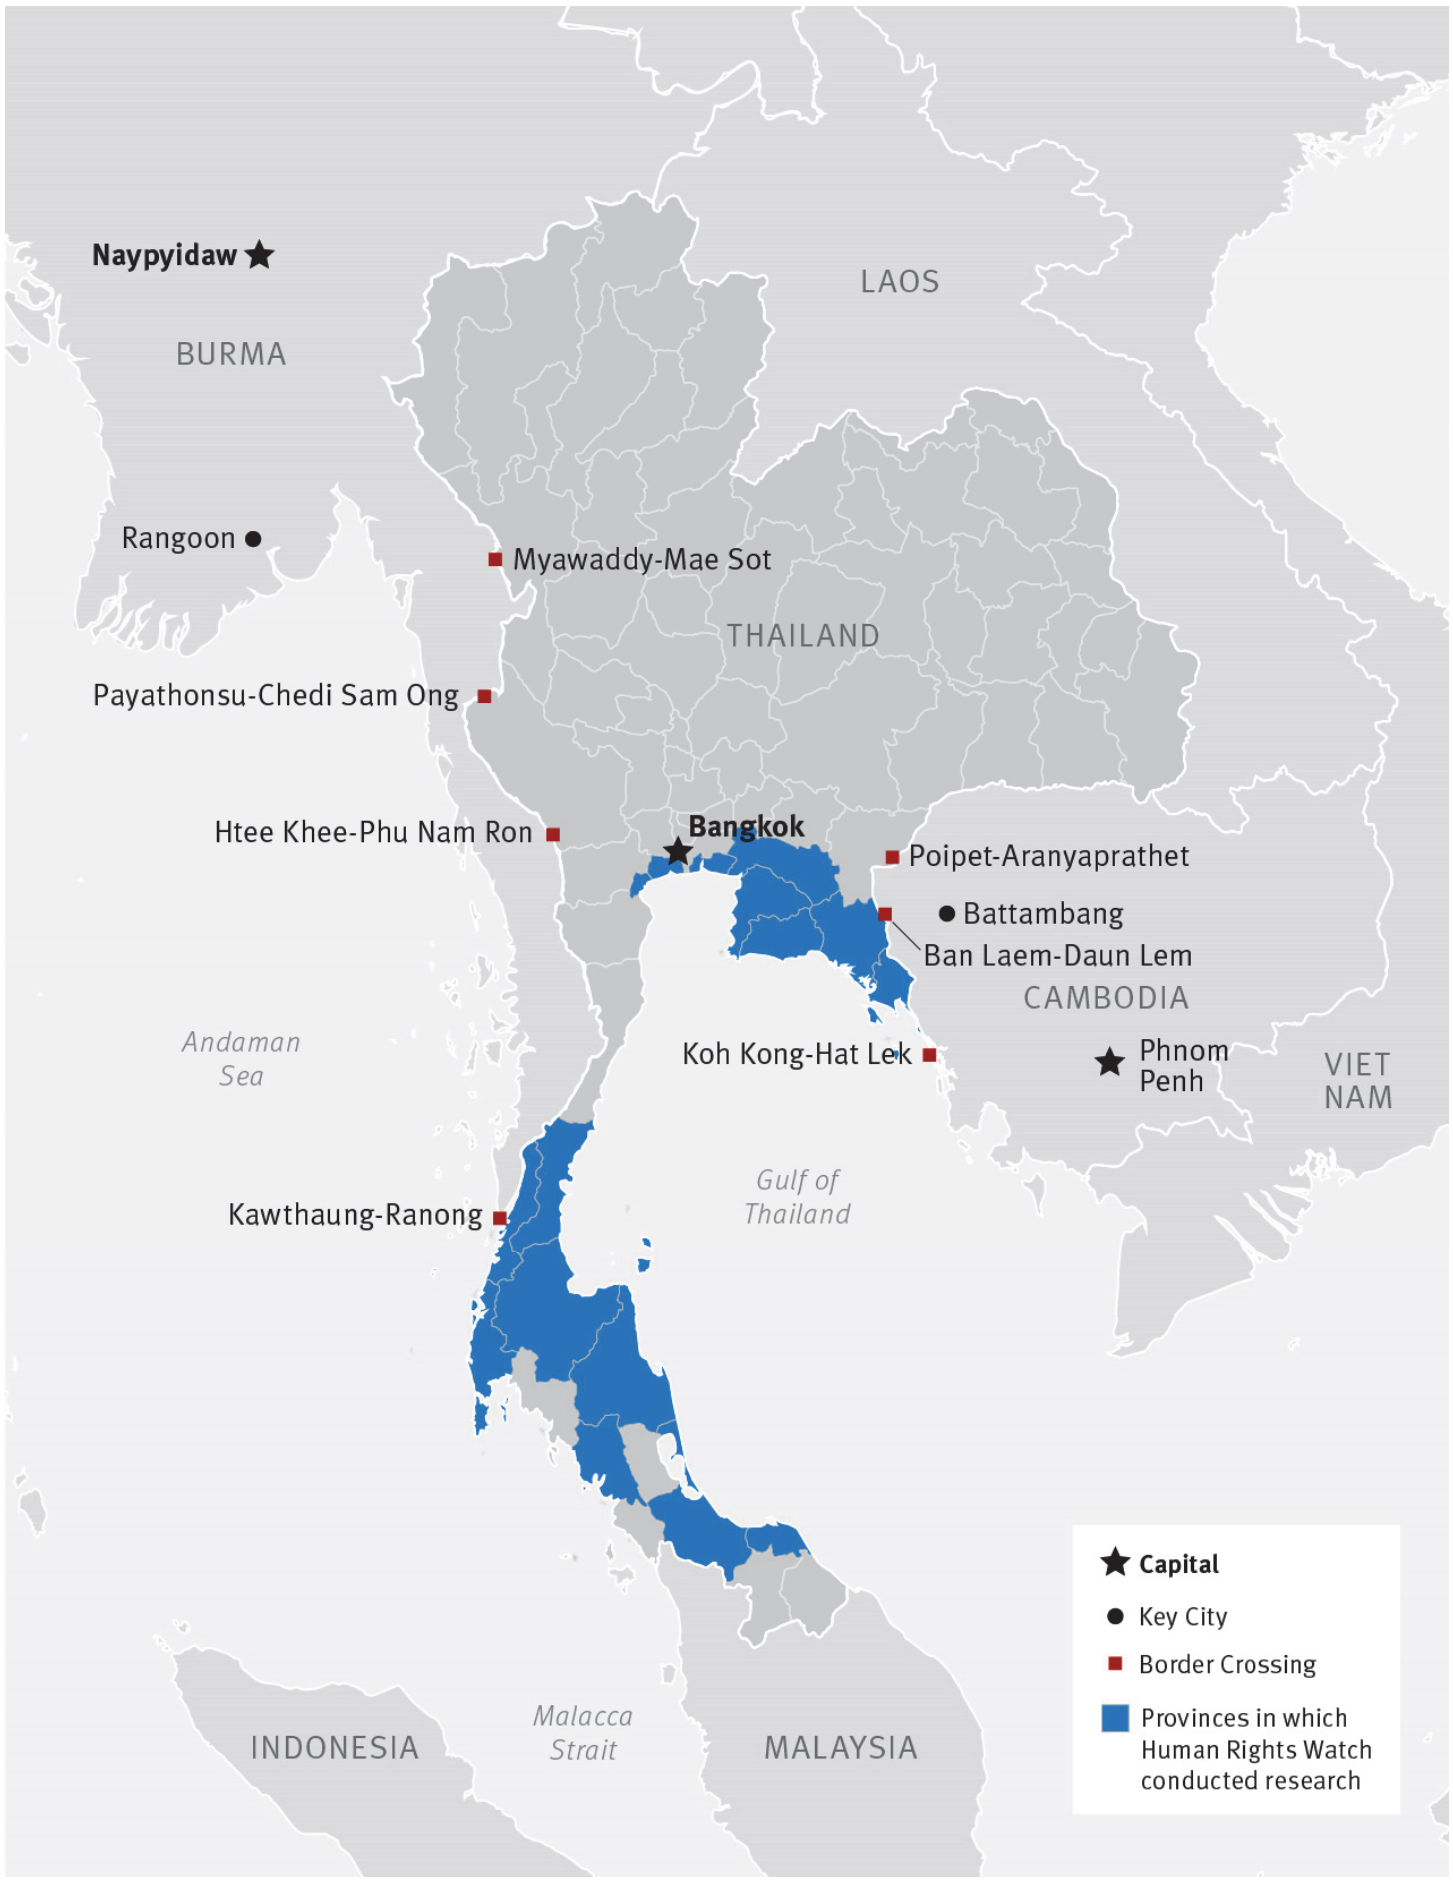 Naypyidaw
LAOS
BURMA
Rangoon
Myawaddy-Mae Sot
THAILAND
Payathonsu-Chedi Sam Ong
Bangkok
Htee Khee-Phu Nam Ron
Poipet-Aranyaprathet
Battambang
Ban Laem-Daun Lem
CAMBODIA
Andaman
Sea
Koh Kong-Hat Lek
Phnom
Penh
VIET
NAM
Gulf of
Thailand
Kawthaung-Ranong
Capital
Key City
Border Crossing
Provinces in which
Human Rights Watch
conducted research
Malacca
Strait
INDONESIA
MALAYSIA